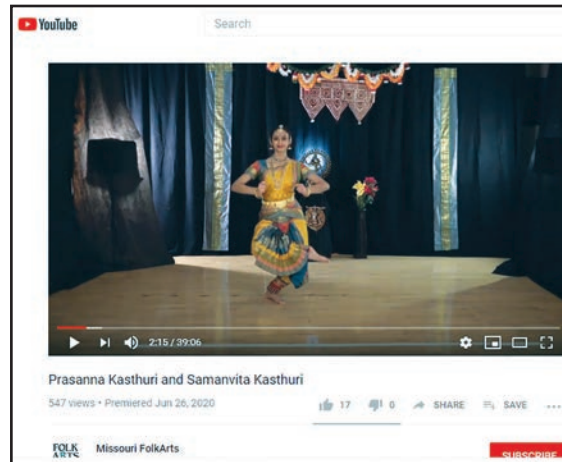 YouTube
Search
2:15 / 39:06
Prasanna Kasthuri and Samanvita Kasthuri
547 views • Premiered Jun 26, 2020
17
0
SHARE
SAVE
FOLK ARTS
Missouri FolkArts
SUBSCRIBE